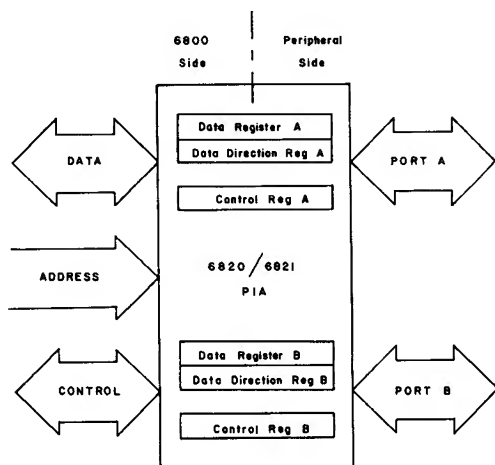 6800 Side
Peripheral Side
Data Register A
Data Direction Reg A
DATA
PORT A
Control Reg A
ADDRESS
6820/6821
PIA
Data Register B
Data Direction Reg B
CONTROL
PORT B
Control Reg B